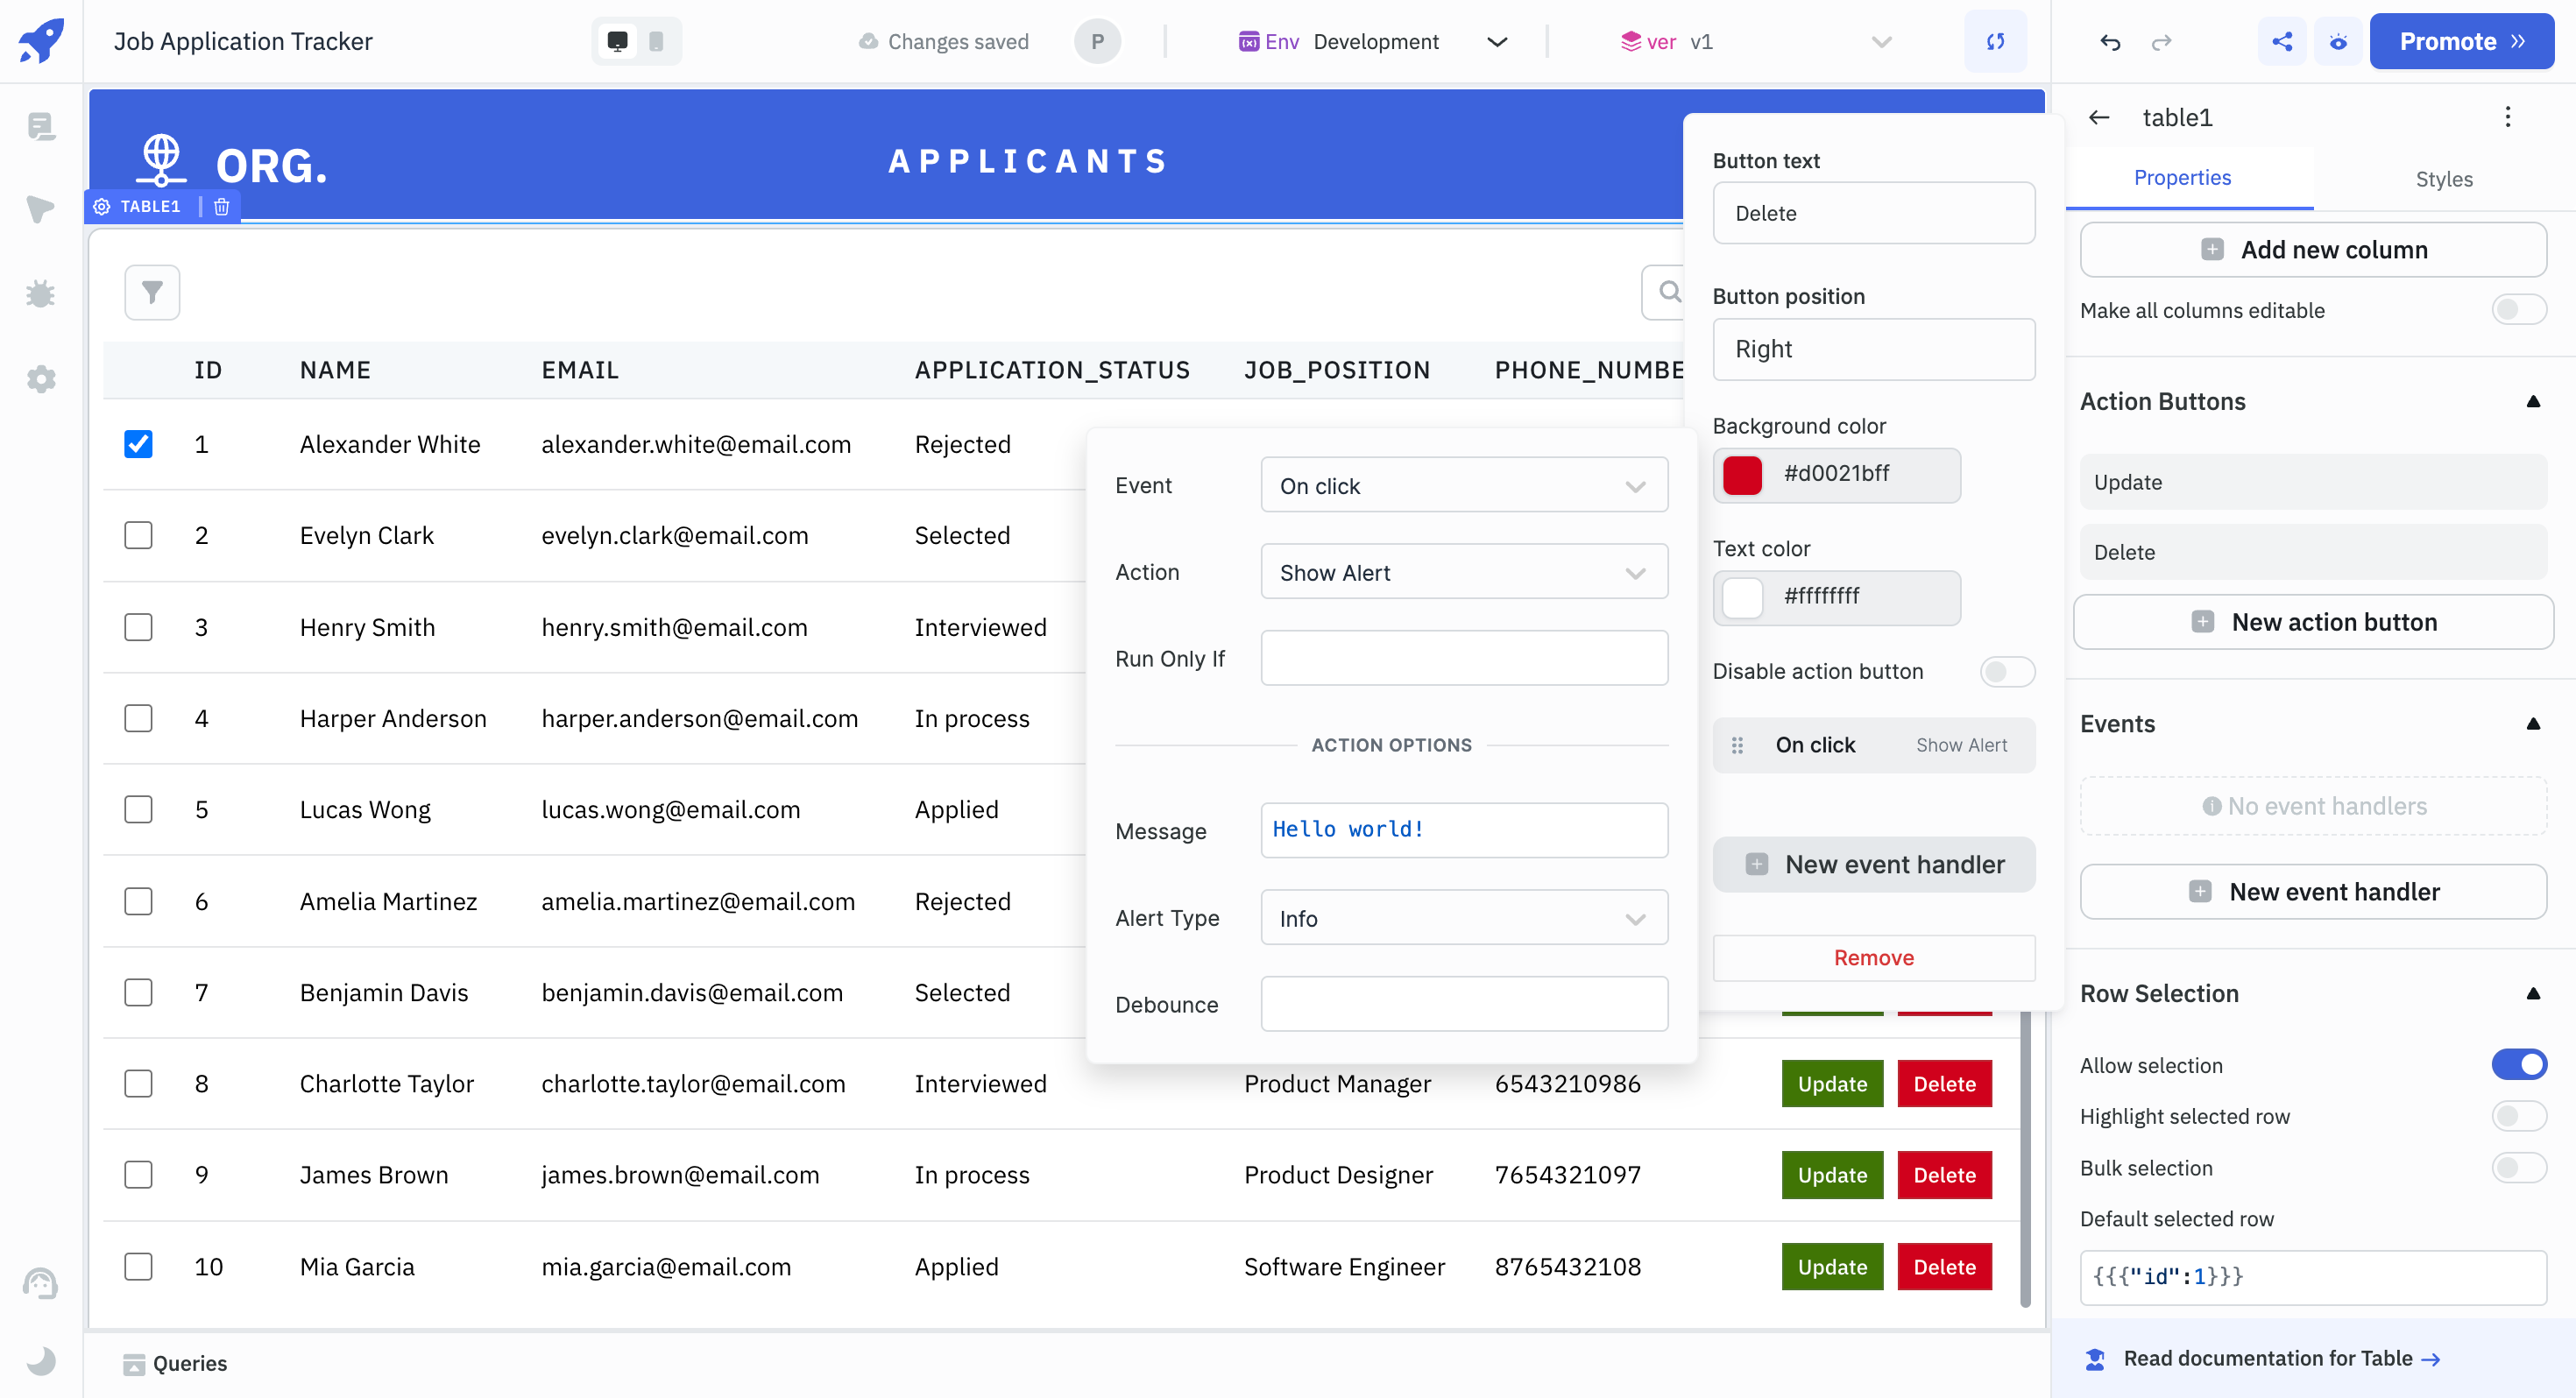 Job Application Tracker
Changes saved
P
Env Development
ver v1
Promote
ORG.
APPLICANTS
TABLE1
ID NAME EMAIL APPLICATION_STATUS JOB_POSITION PHONE_NUMBE
1 Alexander White alexander.white@email.com Rejected
2 Evelyn Clark evelyn.clark@email.com Selected
3 Henry Smith henry.smith@email.com Interviewed
4 Harper Anderson harper.anderson@email.com In process
5 Lucas Wong lucas.wong@email.com Applied
6 Amelia Martinez amelia.martinez@email.com Rejected
7 Benjamin Davis benjamin.davis@email.com Selected
8 Charlotte Taylor charlotte.taylor@email.com Interviewed Product Manager 6543210986 Update Delete
9 James Brown james.brown@email.com In process Product Designer 7654321097 Update Delete
10 Mia Garcia mia.garcia@email.com Applied Software Engineer 8765432108 Update Delete
Queries
Event On click
Action Show Alert
Run Only If
ACTION OPTIONS
Message Hello world!
Alert Type Info
Debounce
Button text
Delete
Button position
Right
Background color
#d0021bff
Text color
#ffffffff
Disable action button
On click Show Alert
New event handler
Remove
table1
Properties Styles
Add new column
Make all columns editable
Action Buttons
Update
Delete
New action button
Events
No event handlers
New event handler
Row Selection
Allow selection
Highlight selected row
Bulk selection
Default selected row
{{{"id":1}}}
Read documentation for Table →